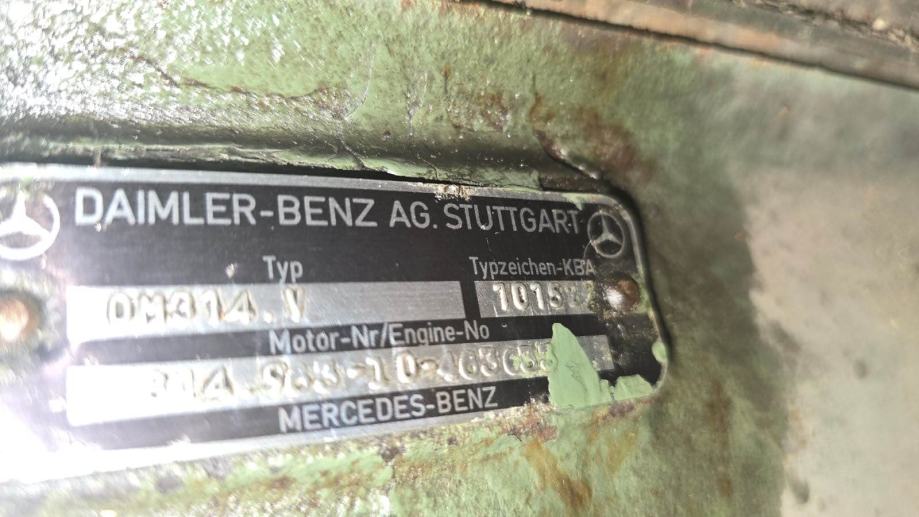 DAIMLER-BENZ AG. STUTTGART
Typ Typzeichen-KBA
OM314.V
Motor-Nr/Engine-No
MERCEDES-BENZ